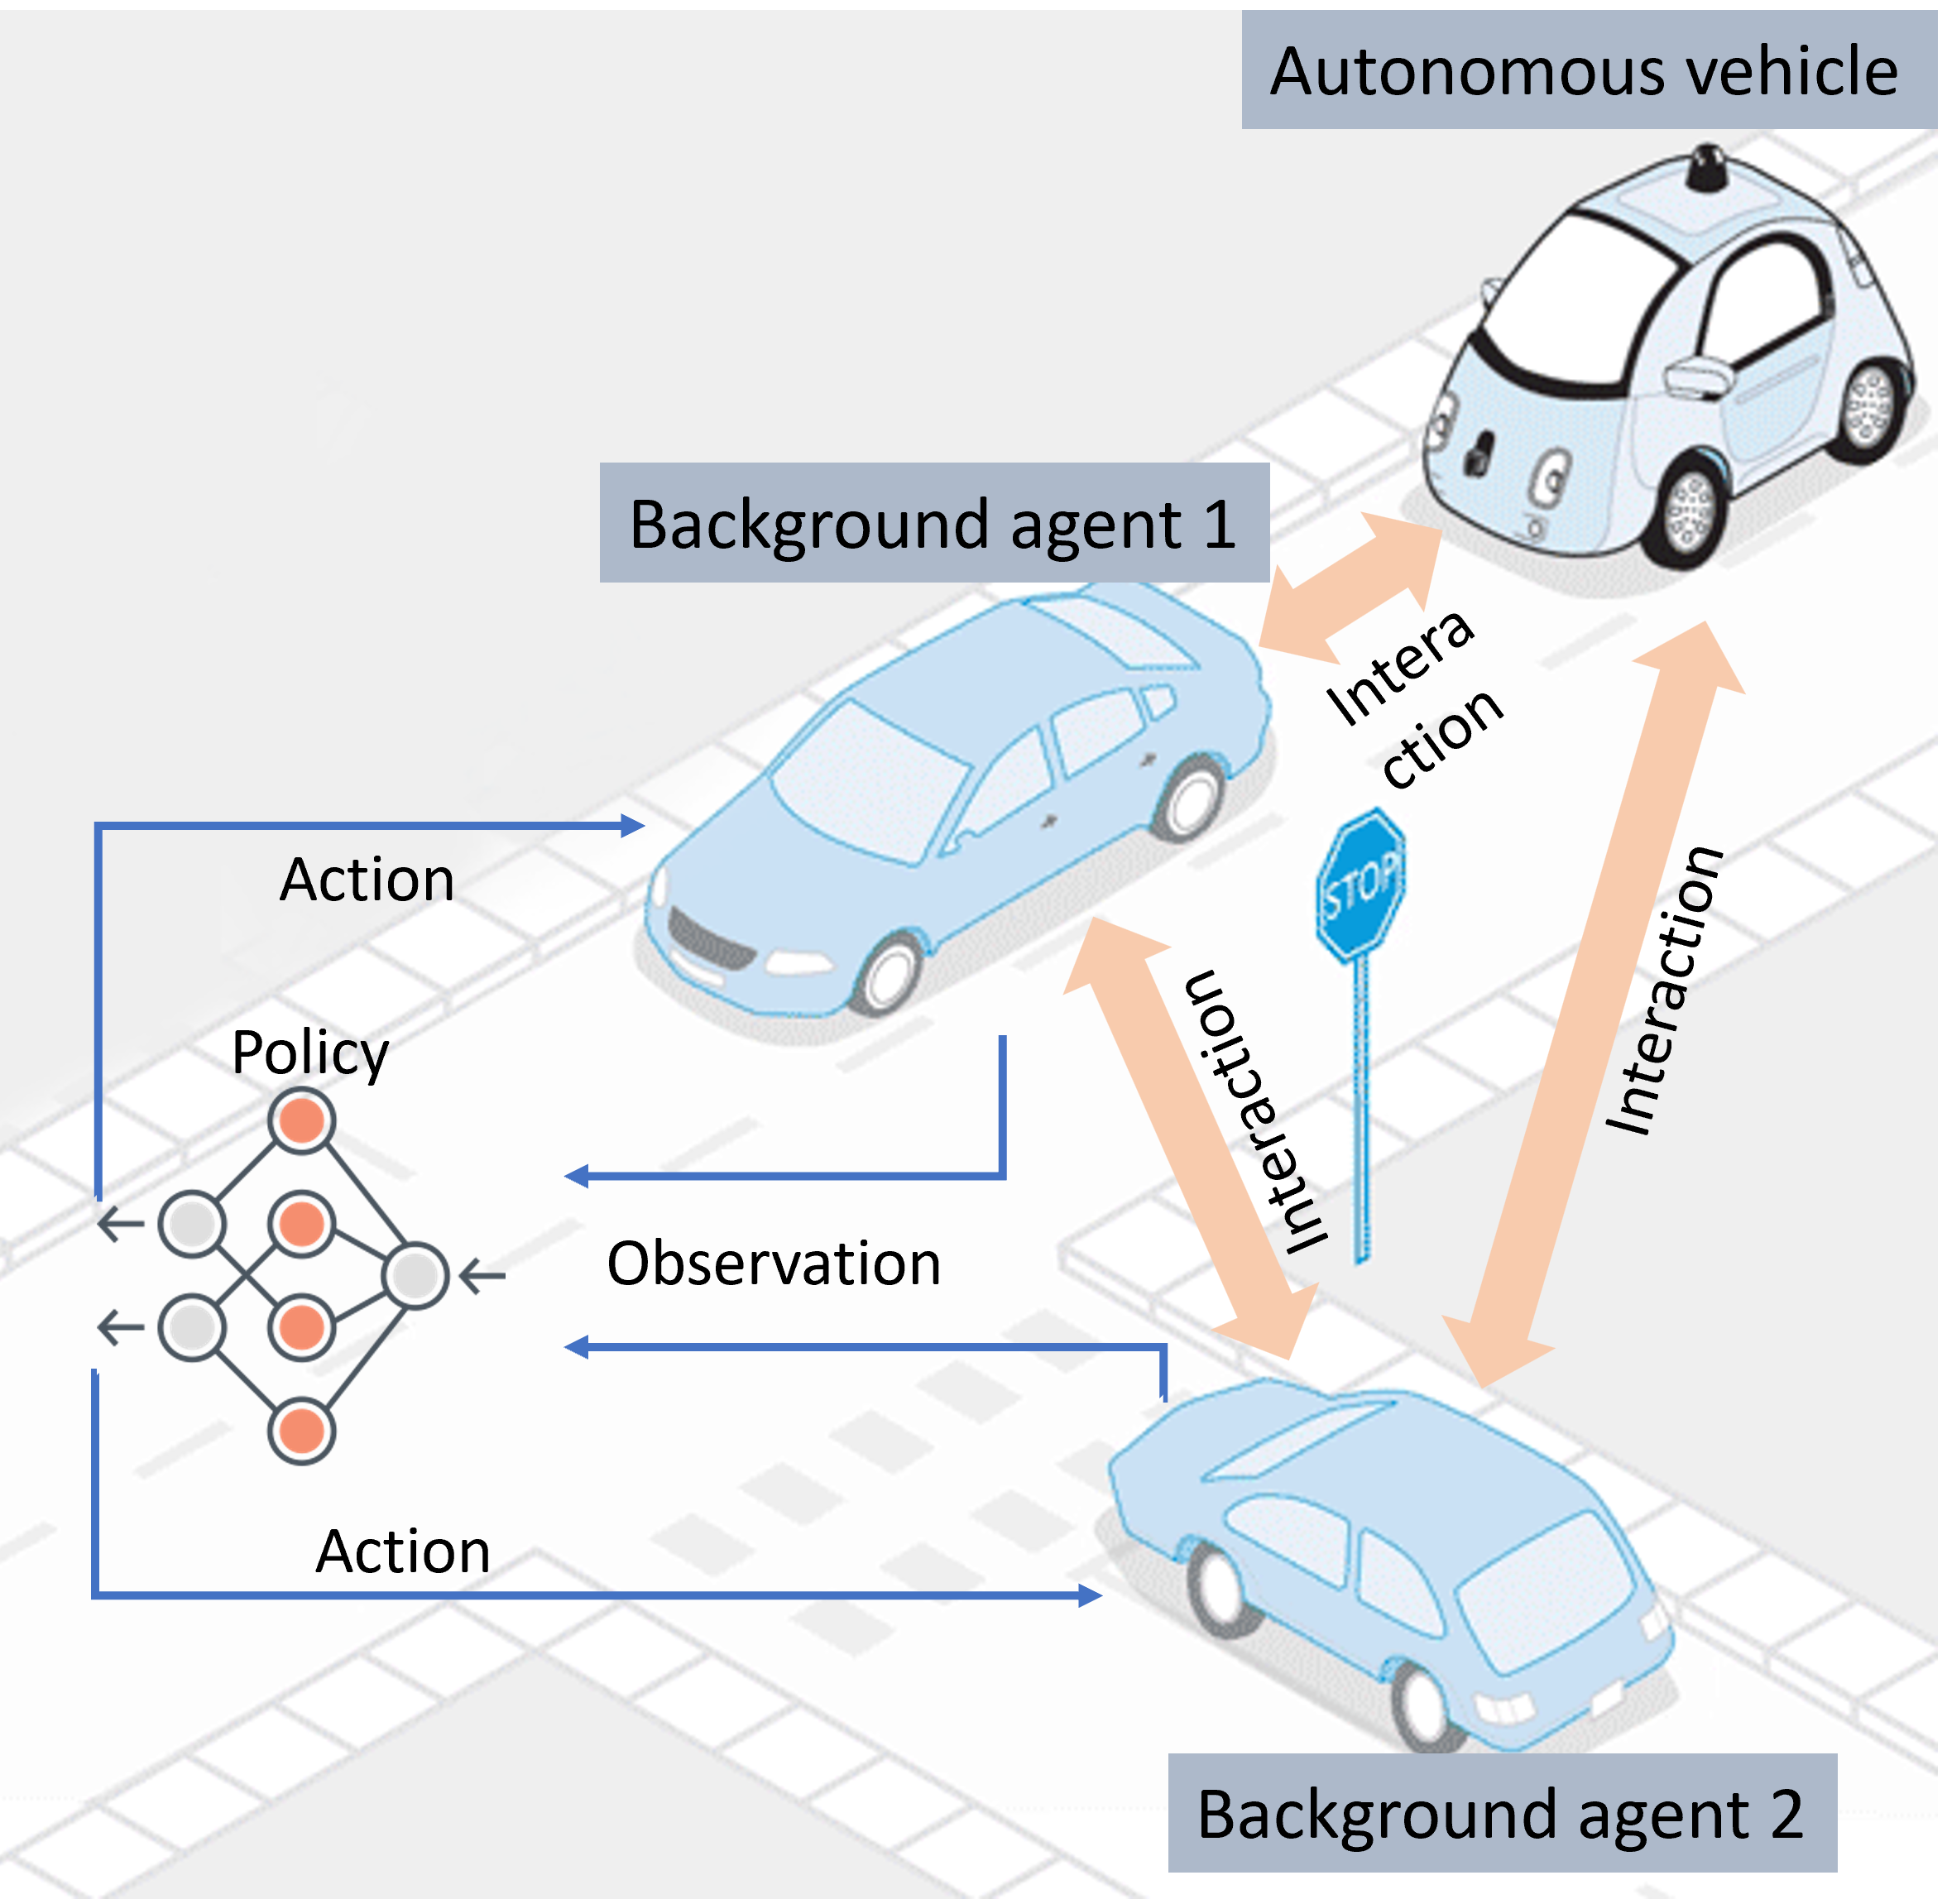 Autonomous vehicle
Background agent 1
Intera
ction
STOP
Action
Interaction
Interaction
Policy
Observation
Action
Background agent 2